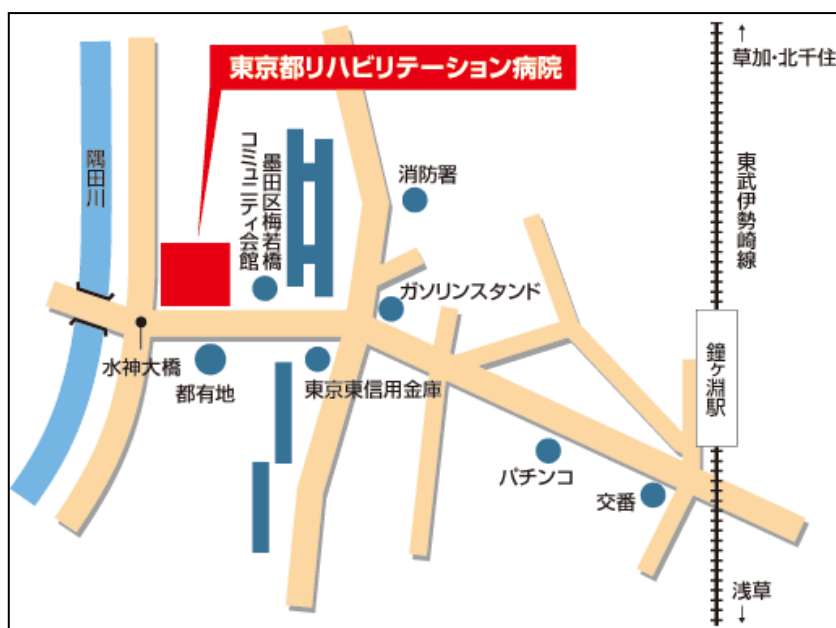 ↑
草加・北千住
東京都リハビリテーション病院
隅田川
墨田区梅若橋
コミュニティ会館
消防署
東武伊勢崎線
ガソリンスタンド
鐘ヶ淵駅
水神大橋
都有地
東京東信用金庫
パチンコ
交番
浅草
↓